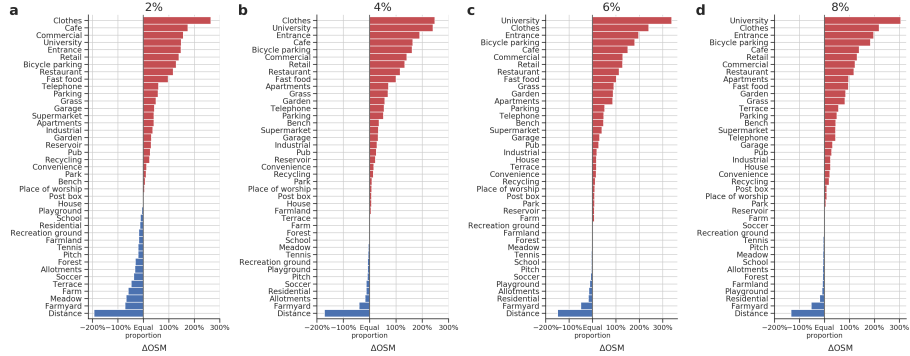 a
2%
Clothes
Cafe
Commercial
University
Entrance
Retail
Bicycle parking
Restaurant
Fast food
Telephone
Parking
Grass
Garage
Supermarket
Apartments
Industrial
Garden
Reservoir
Pub
Recycling
Convenience
Park
Bench
Place of worship
Post box
House
Playground
School
Residential
Recreation ground
Farmland
Tennis
Pitch
Forest
Allotments
Soccer
Terrace
Farm
Meadow
Farmyard
Distance
−200%
−100%
Equal
proportion
100%
200%
300%
ΔOSM
b
4%
Clothes
University
Entrance
Cafe
Bicycle parking
Commercial
Retail
Restaurant
Fast food
Apartments
Grass
Garden
Telephone
Parking
Bench
Supermarket
Garage
Industrial
Pub
Reservoir
Convenience
Recycling
Park
Place of worship
Post box
House
Farmland
Terrace
Farm
Forest
School
Meadow
Tennis
Recreation ground
Playground
Pitch
Soccer
Residential
Allotments
Farmyard
Distance
−200%
−100%
Equal
proportion
100%
200%
300%
ΔOSM
c
6%
University
Clothes
Entrance
Bicycle parking
Cafe
Commercial
Retail
Restaurant
Fast food
Grass
Garden
Apartments
Parking
Telephone
Bench
Supermarket
Garage
Pub
Industrial
House
Terrace
Convenience
Recycling
Place of worship
Post box
Park
Reservoir
Farm
Recreation ground
Farmland
Forest
Meadow
Tennis
School
Pitch
Soccer
Playground
Allotments
Residential
Farmyard
Distance
−200%
−100%
Equal
proportion
100%
200%
300%
ΔOSM
d
8%
University
Clothes
Entrance
Bicycle parking
Cafe
Retail
Commercial
Restaurant
Apartments
Fast food
Garden
Grass
Terrace
Parking
Bench
Supermarket
Telephone
Garage
Pub
Industrial
House
Convenience
Recycling
Post box
Place of worship
Park
Reservoir
Farm
Soccer
Recreation ground
Tennis
Pitch
Meadow
School
Allotments
Forest
Farmland
Playground
Residential
Farmyard
Distance
−200%
−100%
Equal
proportion
100%
200%
300%
ΔOSM